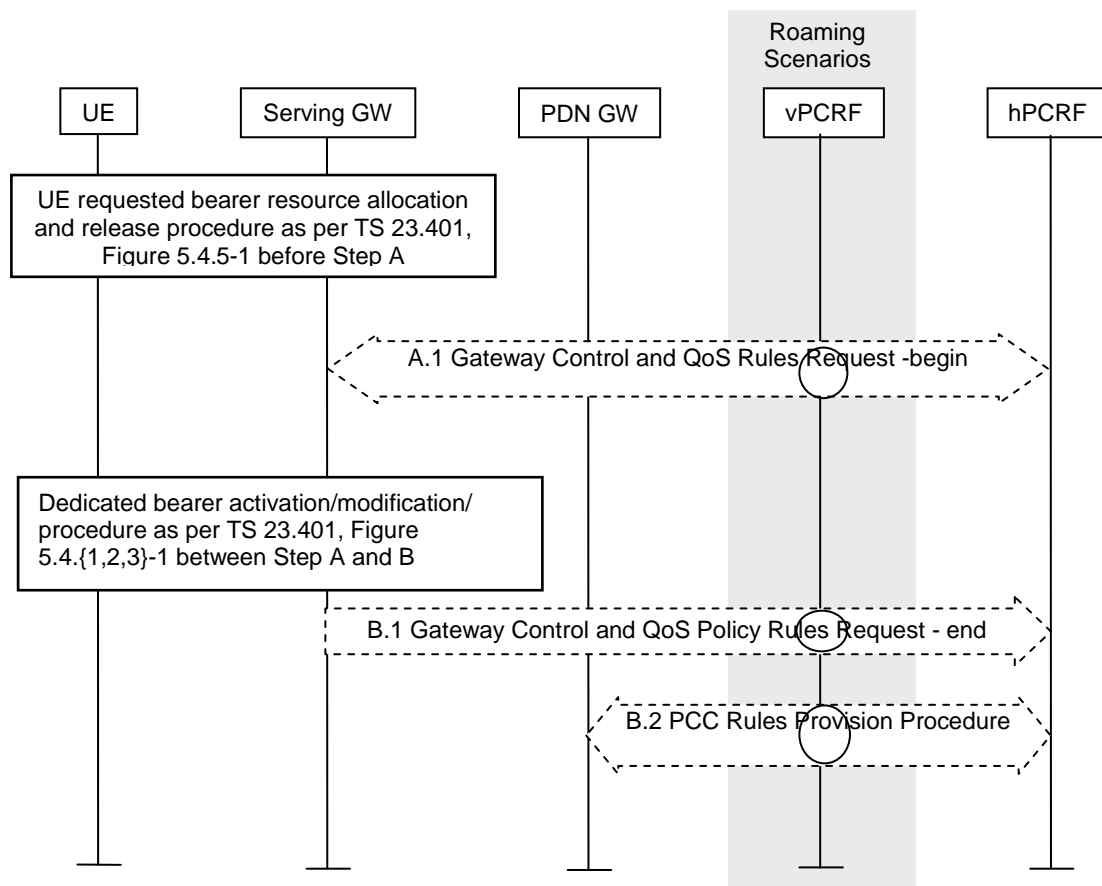 Roaming
Scenarios
UE
Serving GW
PDN GW
vPCRF
hPCRF
UE requested bearer resource allocation
and release procedure as per TS 23.401,
Figure 5.4.5-1 before Step A
A.1 Gateway Control and QoS Rules Request -begin
Dedicated bearer activation/modification/
procedure as per TS 23.401, Figure
5.4.{1,2,3}-1 between Step A and B
B.1 Gateway Control and QoS Policy Rules Request - end
B.2 PCC Rules Provision Procedure